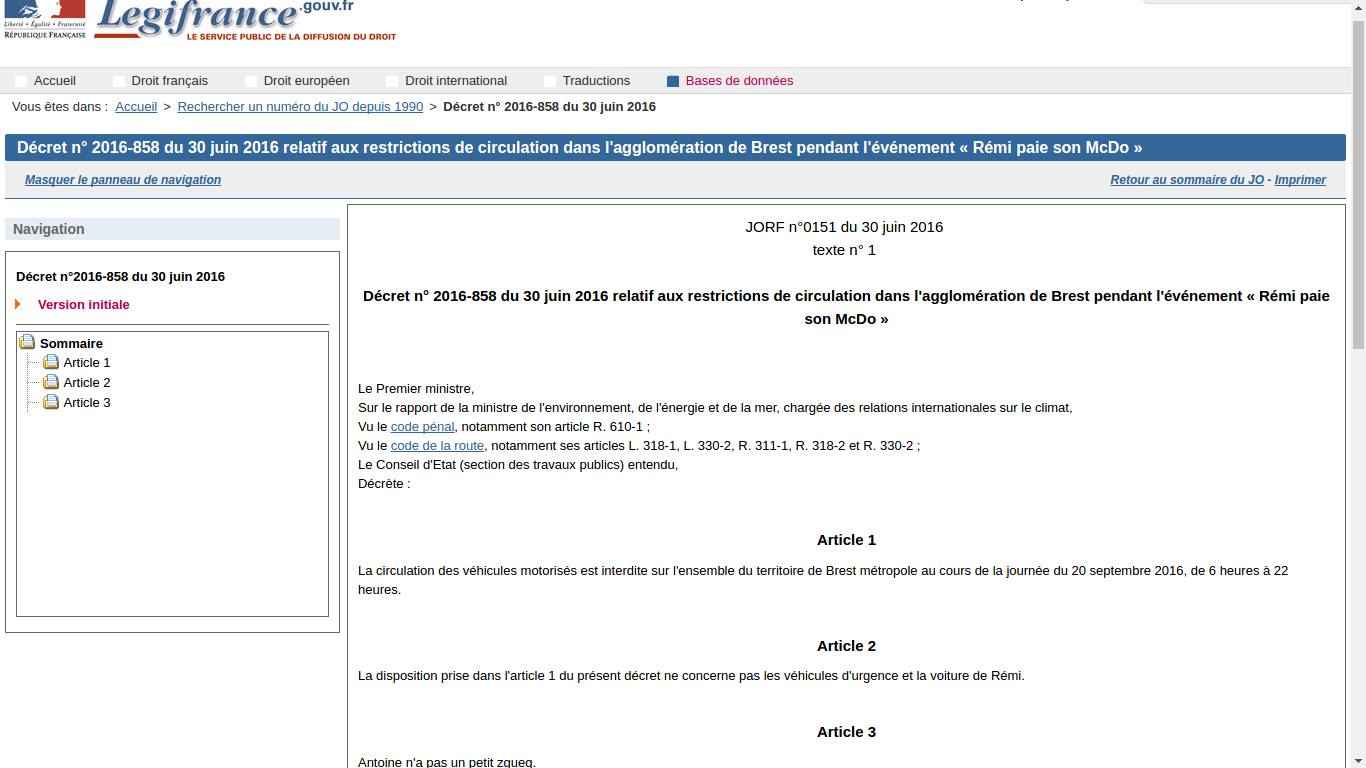 Legifrance.gouv.fr
Liberté • Égalité • Fraternité
RÉPUBLIQUE FRANÇAISE
LE SERVICE PUBLIC DE LA DIFFUSION DU DROIT
Accueil Droit français Droit européen Droit international Traductions Bases de données
Vous êtes dans : Accueil > Rechercher un numéro du JO depuis 1990 > Décret n° 2016-858 du 30 juin 2016
Décret n° 2016-858 du 30 juin 2016 relatif aux restrictions de circulation dans l'agglomération de Brest pendant l'événement « Rémi paie son McDo »
Masquer le panneau de navigation
Retour au sommaire du JO - Imprimer
Navigation
Décret n°2016-858 du 30 juin 2016
Version initiale
Sommaire
Article 1
Article 2
Article 3
JORF n°0151 du 30 juin 2016
texte n° 1
Décret n° 2016-858 du 30 juin 2016 relatif aux restrictions de circulation dans l'agglomération de Brest pendant l'événement « Rémi paie
son McDo »
Le Premier ministre,
Sur le rapport de la ministre de l'environnement, de l'énergie et de la mer, chargée des relations internationales sur le climat,
Vu le code pénal, notamment son article R. 610-1 ;
Vu le code de la route, notamment ses articles L. 318-1, L. 330-2, R. 311-1, R. 318-2 et R. 330-2 ;
Le Conseil d'Etat (section des travaux publics) entendu,
Décrète :
Article 1
La circulation des véhicules motorisés est interdite sur l'ensemble du territoire de Brest métropole au cours de la journée du 20 septembre 2016, de 6 heures à 22
heures.
Article 2
La disposition prise dans l'article 1 du présent décret ne concerne pas les véhicules d'urgence et la voiture de Rémi.
Article 3
Antoine n'a pas un petit zgueg.